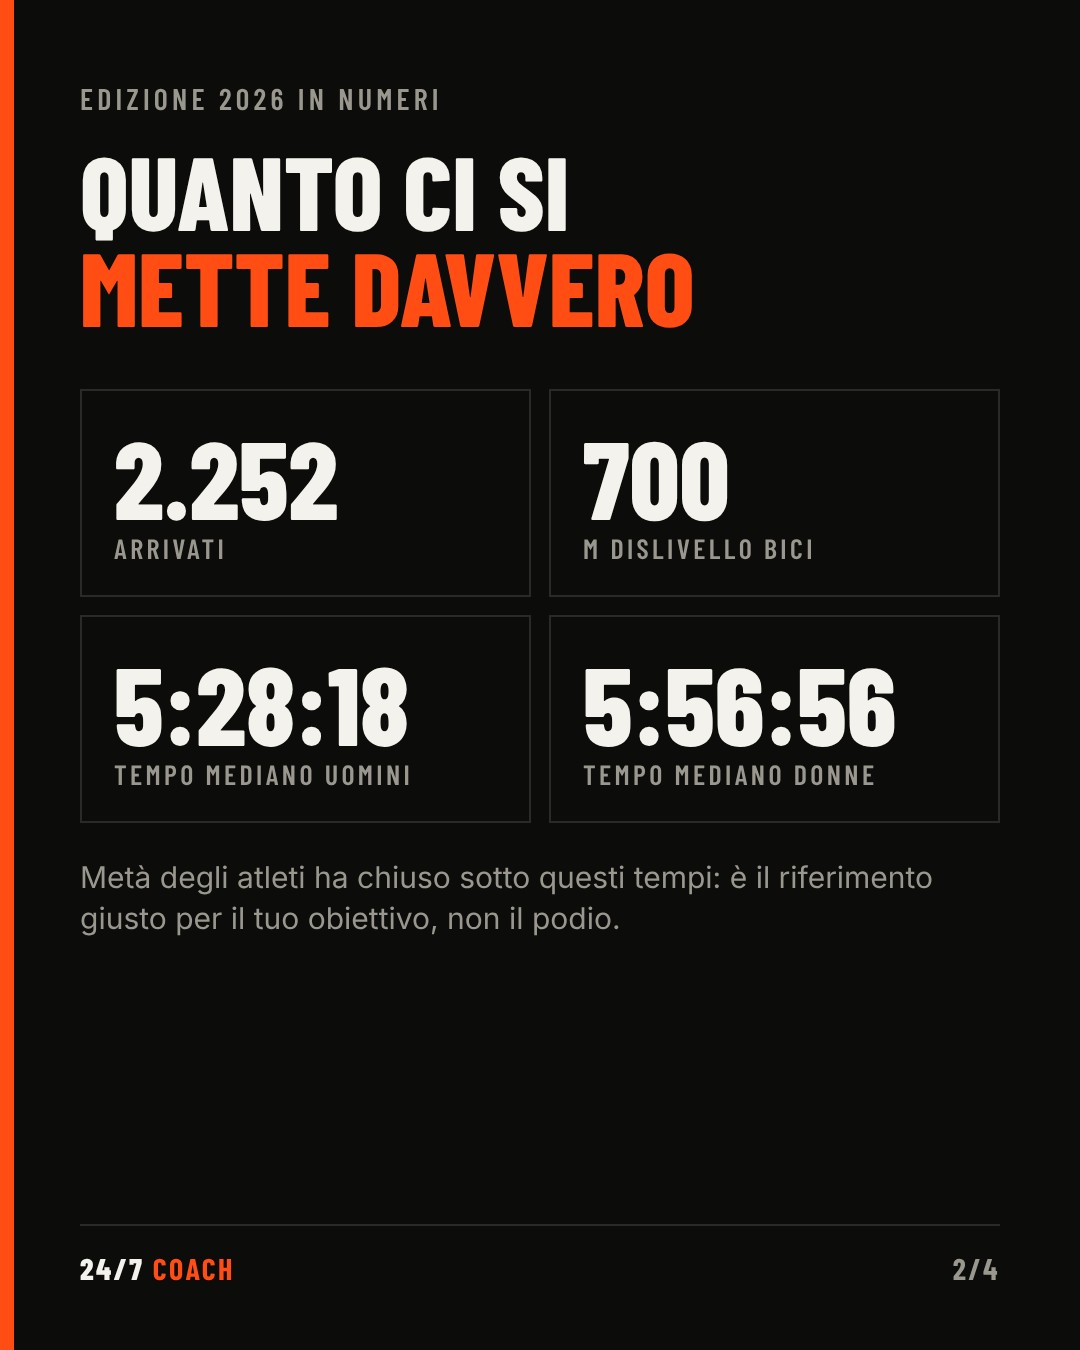 EDIZIONE 2026 IN NUMERI
QUANTO CI SI
METTE DAVVERO
2.252
ARRIVATI
700
M DISLIVELLO BICI
5:28:18
TEMPO MEDIANO UOMINI
5:56:56
TEMPO MEDIANO DONNE
Metà degli atleti ha chiuso sotto questi tempi: è il riferimento
giusto per il tuo obiettivo, non il podio.
24/7 COACH
2/4